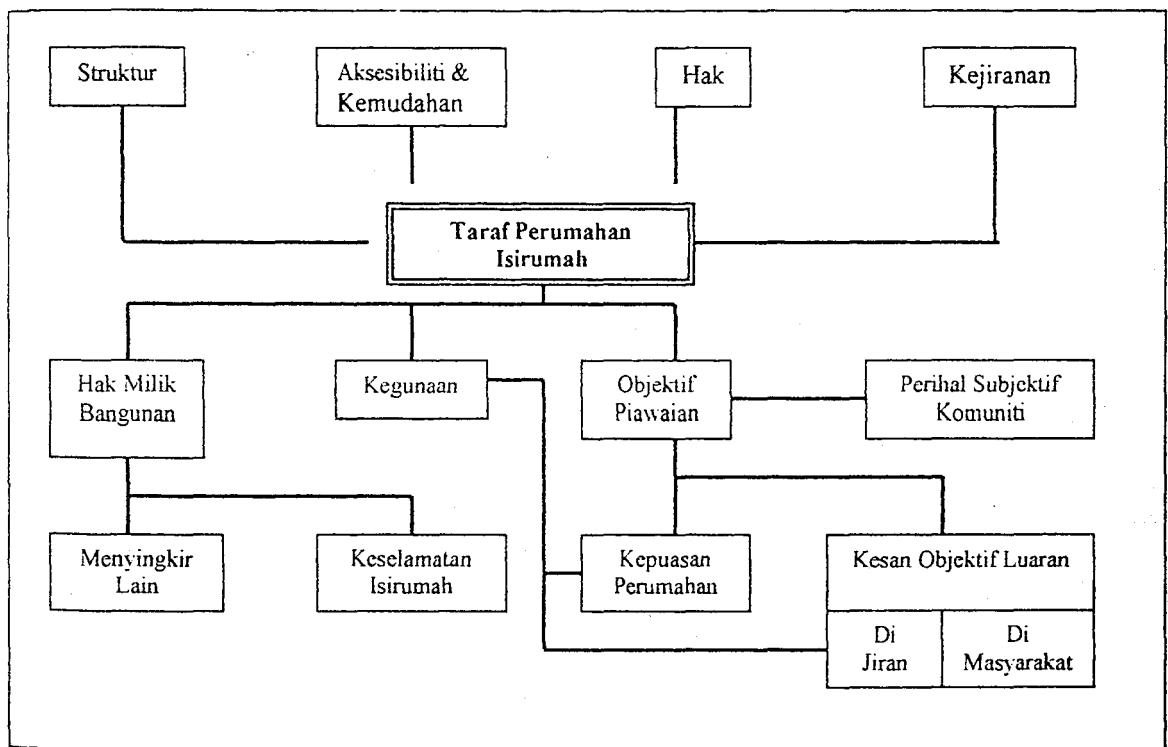 Struktur
Aksesibiliti &
Kemudahan
Hak
Kejiranan
Taraf Perumahan
Isirumah
Hak Milik
Bangunan
Kegunaan
Objektif
Piawaian
Perihal Subjektif
Komuniti
Menyingkir
Lain
Keselamatan
Isirumah
Kepuasan
Perumahan
Kesan Objektif Luaran
Di
Jiran
Di
Masyarakat